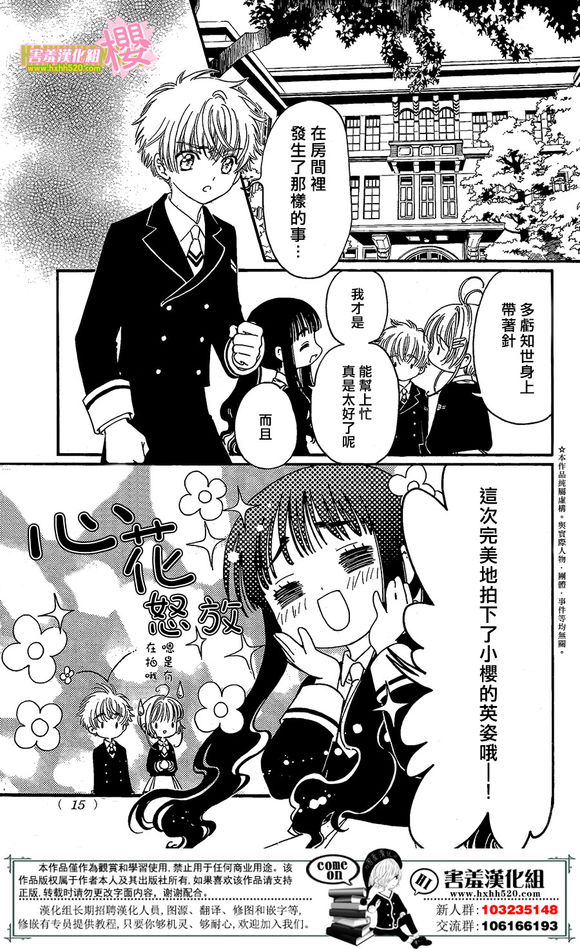 害羞漢化組
www.hxhh520.com
櫻
在房間裡
發生了那樣的事…
多虧知世身上
帶著針
我才是
能幫上忙
真是太好了呢
而且
☆本作品純屬虛構。與實際人物．團體．事件等均無關。
這次完美地拍下了小櫻的英姿哦—！
心花
怒放
嗯是有
在拍哦
( 15 )
本作品僅作為觀賞和學習使用, 禁止用于任何商业用途。该
作品版权属于作者本人及其出版社所有, 如果喜欢该作品请支持
正版, 转载时请勿更改字面内容，谢谢配合。
汉化组长期招聘汉化人員, 图源、翻译、修图和嵌字等,
修嵌有专员提供教程, 只要你够机灵、够耐心, 欢迎加入我们。
come on
HI
害羞漢化組
www.hxhh520.com
新人群: 103235148
交流群: 106166193